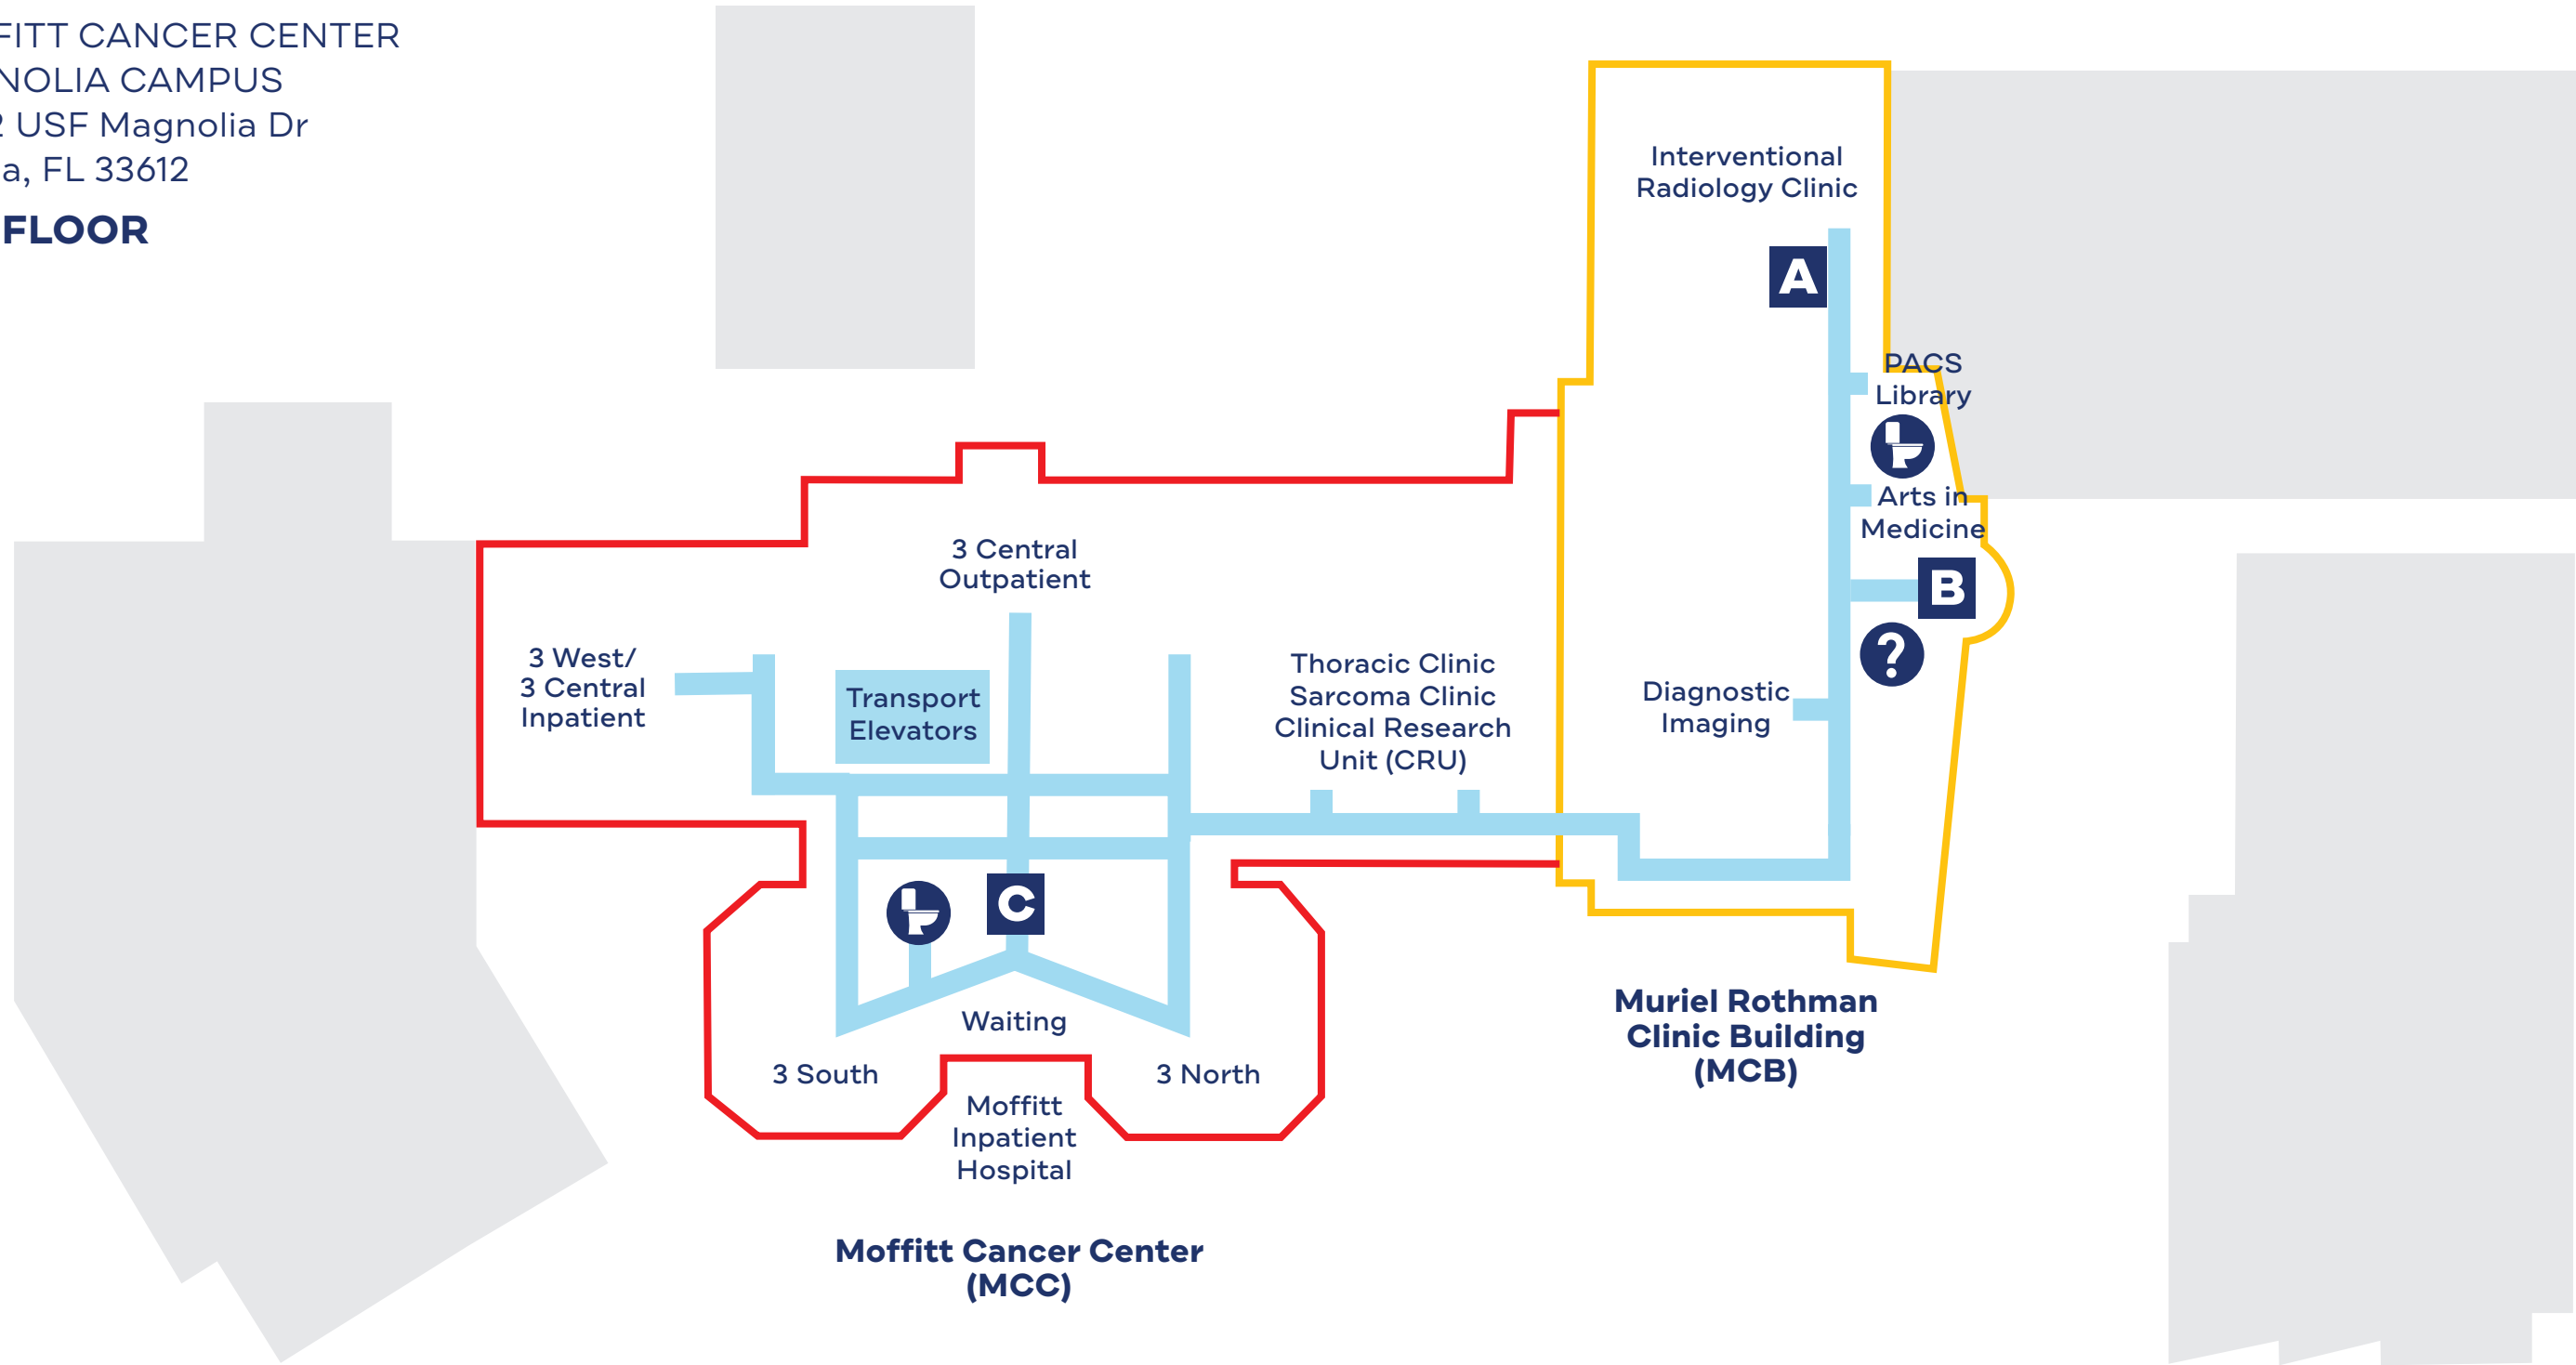 FITT CANCER CENTER
NOLIA CAMPUS
2 USF Magnolia Dr
a, FL 33612
FLOOR
Interventional
Radiology Clinic
A
PACS
Library
Arts in
Medicine
B
?
Diagnostic
Imaging
3 Central
Outpatient
3 West/
3 Central
Inpatient
Transport
Elevators
Thoracic Clinic
Sarcoma Clinic
Clinical Research
Unit (CRU)
C
Waiting
3 South
3 North
Moffitt
Inpatient
Hospital
Muriel Rothman
Clinic Building
(MCB)
Moffitt Cancer Center
(MCC)